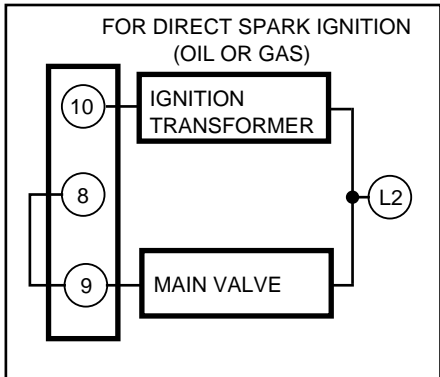 FOR DIRECT SPARK IGNITION
(OIL OR GAS)
10
IGNITION
TRANSFORMER
8
L2
9
MAIN VALVE